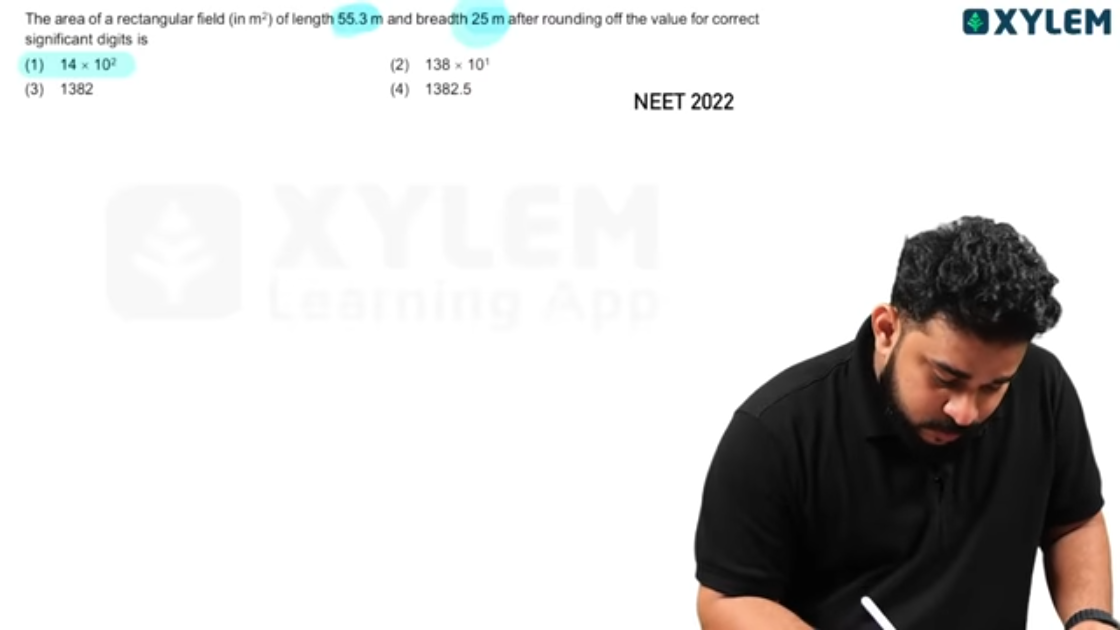 The area of a rectangular field (in m²) of length 55.3 m and breadth 25 m after rounding off the value for correct
significant digits is
(1) 14 × 10² (2) 138 × 10¹
(3) 1382 (4) 1382.5
XYLEM
NEET 2022
XYLEM
Learning App